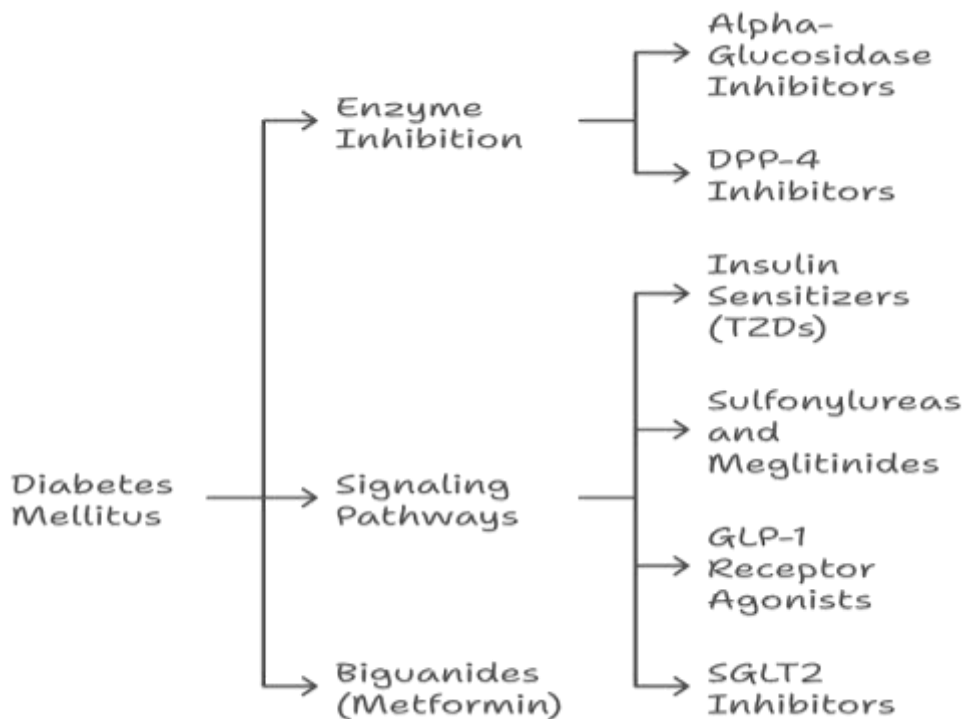 Diabetes
Mellitus
Enzyme
Inhibition
Alpha-
Glucosidase
Inhibitors
DPP-4
Inhibitors
Signaling
Pathways
Insulin
Sensitizers
(TZDs)
Sulfonylureas
and
Meglitinides
GLP-1
Receptor
Agonists
SGLT2
Inhibitors
Biguanides
(Metformin)